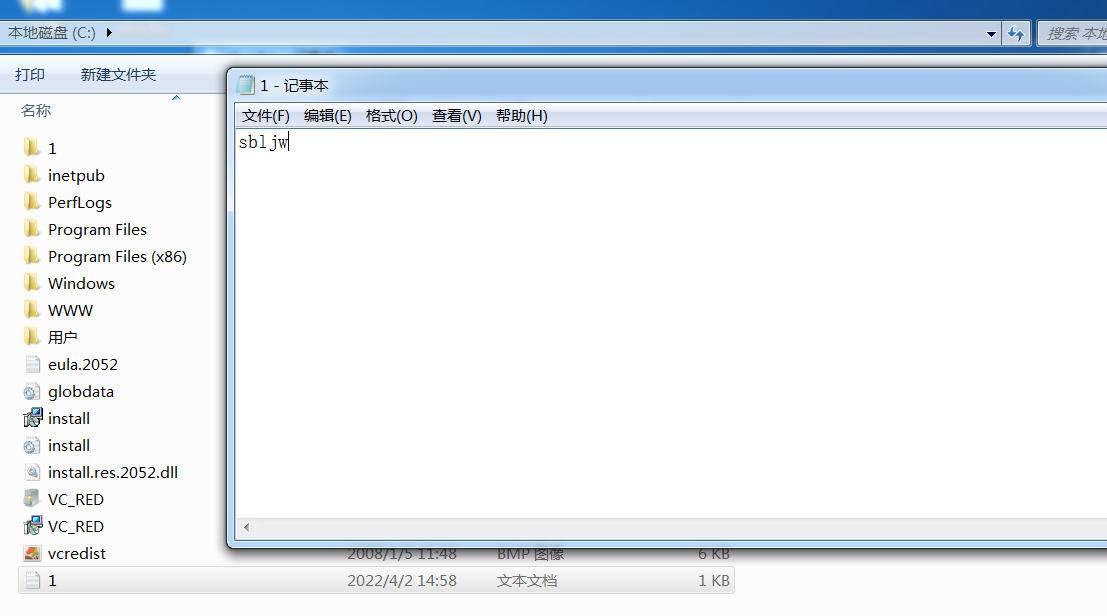 本地磁盘 (C:)
搜索 本地
打印 新建文件夹
名称
1 - 记事本
文件(F) 编辑(E) 格式(O) 查看(V) 帮助(H)
sbljw
1
inetpub
PerfLogs
Program Files
Program Files (x86)
Windows
WWW
用户
eula.2052
globdata
install
install
install.res.2052.dll
VC_RED
VC_RED
vcredist 2008/1/5 11:48 BMP 图像 6 KB
1 2022/4/2 14:58 文本文档 1 KB